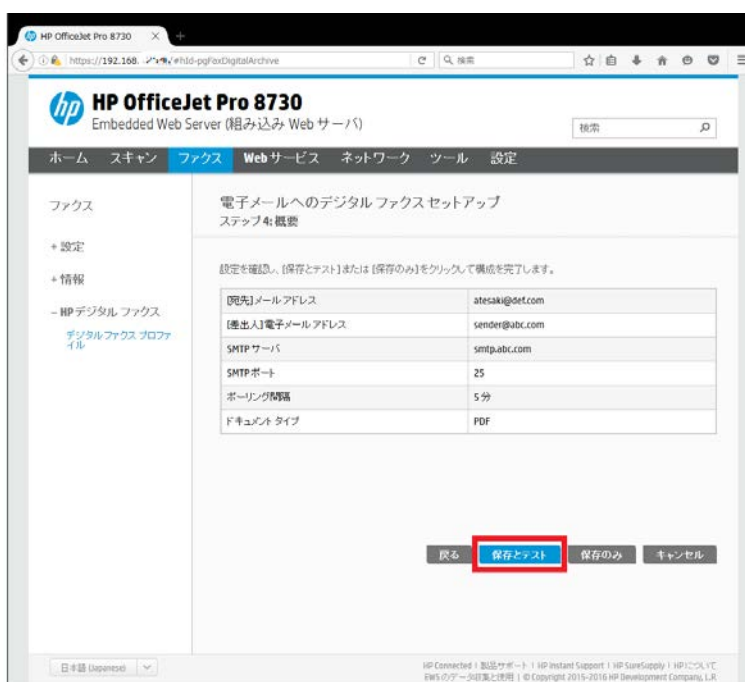 HP OfficeJet Pro 8730
https://192.168.
#hId-pgFaxDigitalArchive
検索
hp
HP OfficeJet Pro 8730
Embedded Web Server (組み込み Web サーバ)
検索
ホーム スキャン ファクス Web サービス ネットワーク ツール 設定
ファクス
+ 設定
+ 情報
– HP デジタル ファクス
デジタル ファクス プロファ
イル
電子メールへのデジタル ファクス セットアップ
ステップ 4: 概要
設定を確認し、[保存とテスト] または [保存のみ] をクリックして構成を完了します。
[宛先] メール アドレス atesaki@def.com
[差出人] 電子メール アドレス sender@abc.com
SMTP サーバ smtp.abc.com
SMTP ポート 25
ポーリング間隔 5 分
ドキュメント タイプ PDF
戻る 保存とテスト 保存のみ キャンセル
日本語 (Japanese)
HP Connected | 製品サポート | HP Instant Support | HP SureSupply | HP について
EWS のデータ収集と使用 | © Copyright 2015-2016 HP Development Company, L.P.